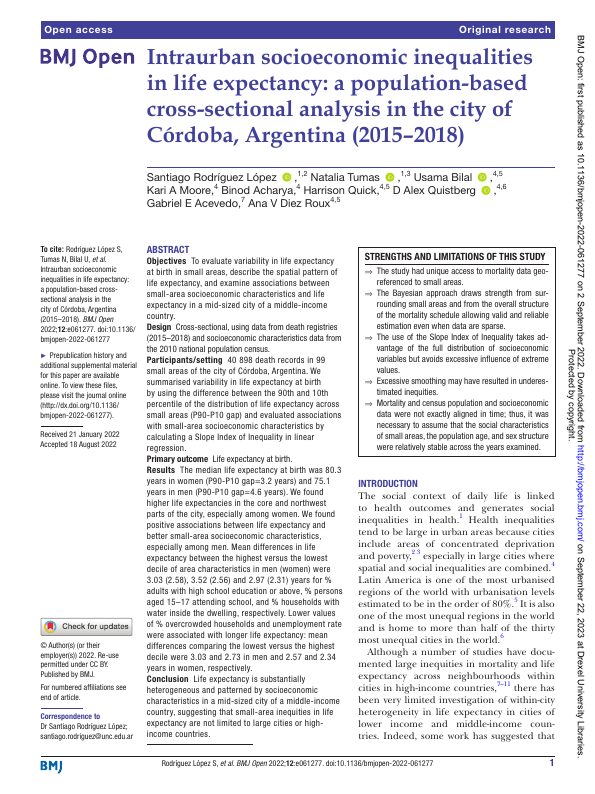 Open access
Original research
BMJ Open
Intraurban socioeconomic inequalities
in life expectancy: a population-based
cross-sectional analysis in the city of
Córdoba, Argentina (2015–2018)
Santiago Rodríguez López ,1,2 Natalia Tumas ,1,3 Usama Bilal ,4,5
Kari A Moore,4 Binod Acharya,4 Harrison Quick,4,5 D Alex Quistberg ,4,6
Gabriel E Acevedo,7 Ana V Diez Roux4,5
To cite: Rodríguez López S,
Tumas N, Bilal U, et al.
Intraurban socioeconomic
inequalities in life expectancy:
a population-based cross-
sectional analysis in the
city of Córdoba, Argentina
(2015–2018). BMJ Open
2022;12:e061277. doi:10.1136/
bmjopen-2022-061277
► Prepublication history and
additional supplemental material
for this paper are available
online. To view these files,
please visit the journal online
(http://dx.doi.org/10.1136/
bmjopen-2022-061277).
Received 21 January 2022
Accepted 18 August 2022
Check for updates
© Author(s) (or their
employer(s)) 2022. Re-use
permitted under CC BY.
Published by BMJ.
For numbered affiliations see
end of article.
Correspondence to
Dr Santiago Rodríguez López;
santiago.rodriguez@unc.edu.ar
ABSTRACT
Objectives To evaluate variability in life expectancy
at birth in small areas, describe the spatial pattern of
life expectancy, and examine associations between
small-area socioeconomic characteristics and life
expectancy in a mid-sized city of a middle-income
country.
Design Cross-sectional, using data from death registries
(2015–2018) and socioeconomic characteristics data from
the 2010 national population census.
Participants/setting 40 898 death records in 99
small areas of the city of Córdoba, Argentina. We
summarised variability in life expectancy at birth
by using the difference between the 90th and 10th
percentile of the distribution of life expectancy across
small areas (P90-P10 gap) and evaluated associations
with small-area socioeconomic characteristics by
calculating a Slope Index of Inequality in linear
regression.
Primary outcome Life expectancy at birth.
Results The median life expectancy at birth was 80.3
years in women (P90-P10 gap=3.2 years) and 75.1
years in men (P90-P10 gap=4.6 years). We found
higher life expectancies in the core and northwest
parts of the city, especially among women. We found
positive associations between life expectancy and
better small-area socioeconomic characteristics,
especially among men. Mean differences in life
expectancy between the highest versus the lowest
decile of area characteristics in men (women) were
3.03 (2.58), 3.52 (2.56) and 2.97 (2.31) years for %
adults with high school education or above, % persons
aged 15–17 attending school, and % households with
water inside the dwelling, respectively. Lower values
of % overcrowded households and unemployment rate
were associated with longer life expectancy: mean
differences comparing the lowest versus the highest
decile were 3.03 and 2.73 in men and 2.57 and 2.34
years in women, respectively.
Conclusion Life expectancy is substantially
heterogeneous and patterned by socioeconomic
characteristics in a mid-sized city of a middle-income
country, suggesting that small-area inequities in life
expectancy are not limited to large cities or high-
income countries.
STRENGTHS AND LIMITATIONS OF THIS STUDY
⇒ The study had unique access to mortality data geo-
referenced to small areas.
⇒ The Bayesian approach draws strength from sur-
rounding small areas and from the overall structure
of the mortality schedule allowing valid and reliable
estimation even when data are sparse.
⇒ The use of the Slope Index of Inequality takes ad-
vantage of the full distribution of socioeconomic
variables but avoids excessive influence of extreme
values.
⇒ Excessive smoothing may have resulted in underes-
timated inequities.
⇒ Mortality and census population and socioeconomic
data were not exactly aligned in time; thus, it was
necessary to assume that the social characteristics
of small areas, the population age, and sex structure
were relatively stable across the years examined.
INTRODUCTION
The social context of daily life is linked
to health outcomes and generates social
inequalities in health.1 Health inequalities
tend to be large in urban areas because cities
include areas of concentrated deprivation
and poverty,2 3 especially in large cities where
spatial and social inequalities are combined.4
Latin America is one of the most urbanised
regions of the world with urbanisation levels
estimated to be in the order of 80%.5 It is also
one of the most unequal regions in the world
and is home to more than half of the thirty
most unequal cities in the world.6
Although a number of studies have docu-
mented large inequities in mortality and life
expectancy across neighbourhoods within
cities in high-income countries,7–11 there has
been very limited investigation of within-city
heterogeneity in life expectancy in cities of
lower income and middle-income coun-
tries. Indeed, some work has suggested that
BMJ
Rodríguez López S, et al. BMJ Open 2022;12:e061277. doi:10.1136/bmjopen-2022-061277
1
BMJ Open: first published as 10.1136/bmjopen-2022-061277 on 2 September 2022. Downloaded from http://bmjopen.bmj.com/ on September 22, 2023 at Drexel University Libraries.
Protected by copyright.